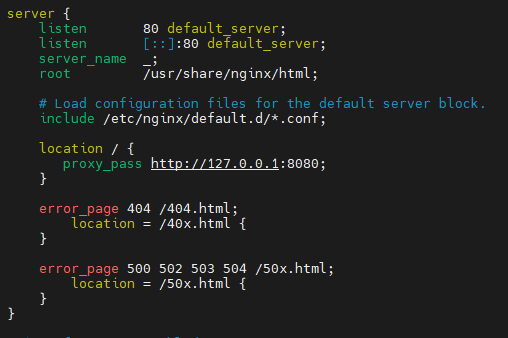 server {
    listen       80 default_server;
    listen       [::]:80 default_server;
    server_name  _;
    root         /usr/share/nginx/html;

    # Load configuration files for the default server block.
    include /etc/nginx/default.d/*.conf;

    location / {
       proxy_pass http://127.0.0.1:8080;
    }

    error_page 404 /404.html;
        location = /40x.html {
    }

    error_page 500 502 503 504 /50x.html;
        location = /50x.html {
    }
}